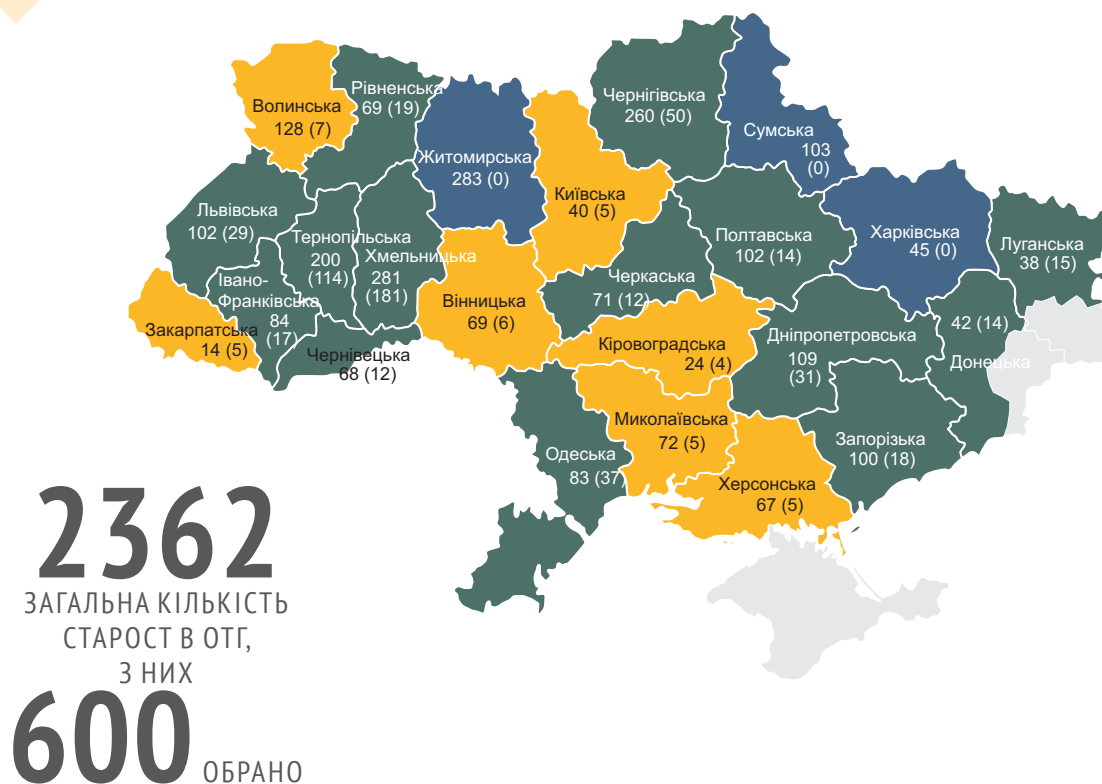 Рівненська
69 (19)
Волинська
128 (7)
Чернігівська
260 (50)
Сумська
103
(0)
Житомирська
283 (0)
Київська
40 (5)
Львівська
102 (29)
Тернопільська
200
(114)
Хмельницька
281
(181)
Полтавська
102 (14)
Харківська
45 (0)
Луганська
38 (15)
Івано-
Франківська
84
(17)
Черкаська
71 (12)
Вінницька
69 (6)
Закарпатська
14 (5)
Чернівецька
68 (12)
Кіровоградська
24 (4)
Дніпропетровська
109
(31)
42 (14)
Донецька
Миколаївська
72 (5)
Одеська
83 (37)
Запорізька
100 (18)
Херсонська
67 (5)
2362
ЗАГАЛЬНА КІЛЬКІСТЬ
СТАРОСТ В ОТГ,
З НИХ
600 ОБРАНО